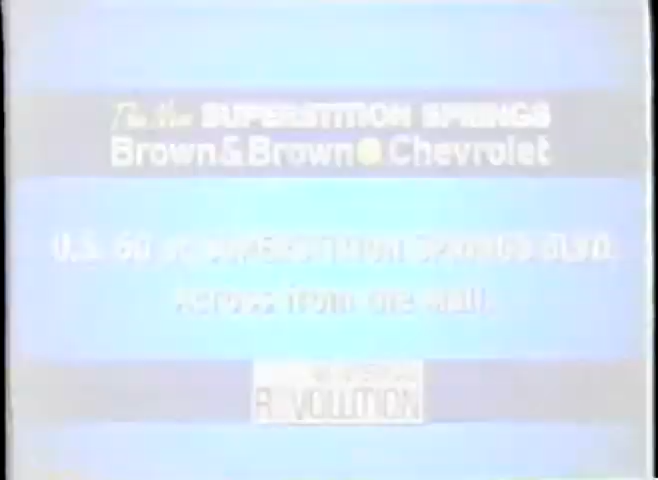 The New SUPERSTITION SPRINGS
Brown & Brown Chevrolet
U.S. 60 at SUPERSTITION SPRINGS BLVD.
Across from the Mall.
REVOLUTION